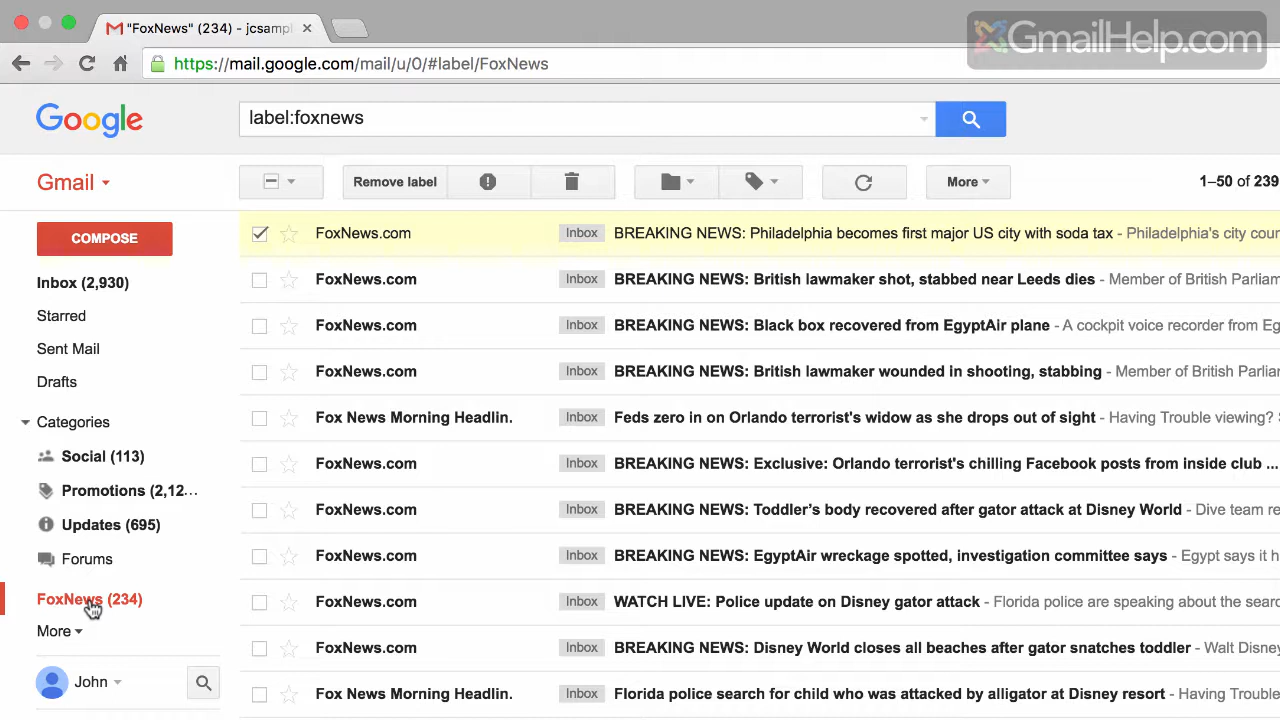 "FoxNews" (234) - jcsampl
GmailHelp.com
https://mail.google.com/mail/u/0/#label/FoxNews
Google
label:foxnews
Gmail
Remove label
More
1–50 of 239
COMPOSE
FoxNews.com Inbox BREAKING NEWS: Philadelphia becomes first major US city with soda tax - Philadelphia's city cour
Inbox (2,930)
FoxNews.com Inbox BREAKING NEWS: British lawmaker shot, stabbed near Leeds dies - Member of British Parliam
Starred
FoxNews.com Inbox BREAKING NEWS: Black box recovered from EgyptAir plane - A cockpit voice recorder from Eg
Sent Mail
FoxNews.com Inbox BREAKING NEWS: British lawmaker wounded in shooting, stabbing - Member of British Parliam
Drafts
Fox News Morning Headlin. Inbox Feds zero in on Orlando terrorist's widow as she drops out of sight - Having Trouble viewing? S
Categories
Social (113)
FoxNews.com Inbox BREAKING NEWS: Exclusive: Orlando terrorist's chilling Facebook posts from inside club ...
Promotions (2,12...
FoxNews.com Inbox BREAKING NEWS: Toddler’s body recovered after gator attack at Disney World - Dive team re
Updates (695)
FoxNews.com Inbox BREAKING NEWS: EgyptAir wreckage spotted, investigation committee says - Egypt says it h
Forums
FoxNews (234)
FoxNews.com Inbox WATCH LIVE: Police update on Disney gator attack - Florida police are speaking about the searc
More
FoxNews.com Inbox BREAKING NEWS: Disney World closes all beaches after gator snatches toddler - Walt Disney
John
Fox News Morning Headlin. Inbox Florida police search for child who was attacked by alligator at Disney resort - Having Trouble